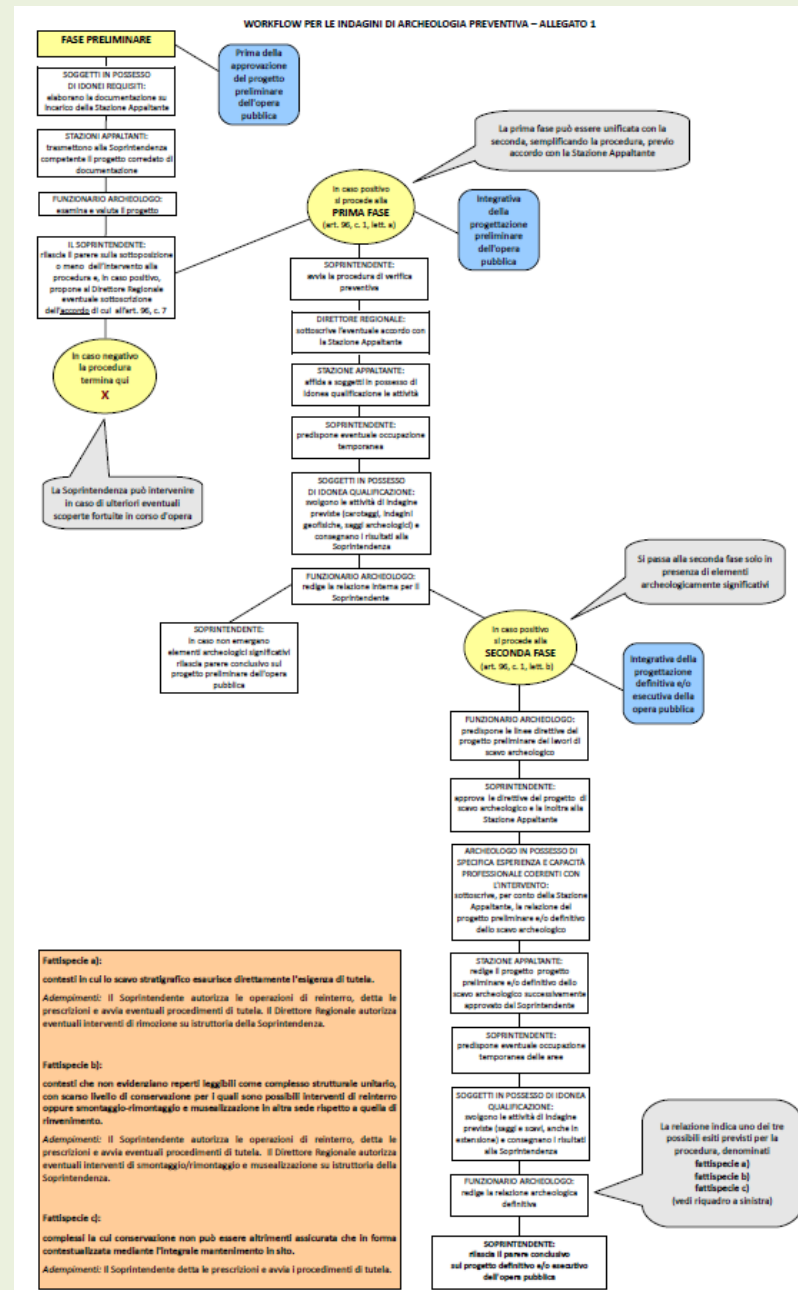 WORKFLOW PER LE INDAGINI DI ARCHEOLOGIA PREVENTIVA – ALLEGATO 1
FASE PRELIMINARE
Prima della
approvazione
del progetto
preliminare
dell'opera
pubblica
SOGGETTI IN POSSESSO
DI IDONEI REQUISITI:
elaborano la documentazione su
incarico della Stazione Appaltante
STAZIONI APPALTANTI:
trasmettono alla Soprintendenza
competente il progetto corredato di
documentazione
FUNZIONARIO ARCHEOLOGO:
esamina e valuta il progetto
IL SOPRINTENDENTE:
rilascia il parere sulla sottoposizione
o meno dell'intervento alla
procedura e, in caso positivo,
propone al Direttore Regionale
eventuale sottoscrizione
dell'accordo di cui all'art. 96, c. 7
In caso negativo
la procedura
termina qui
X
La Soprintendenza può intervenire
in caso di ulteriori eventuali
scoperte fortuite in corso d'opera
La prima fase può essere unificata con la
seconda, semplificando la procedura, previo
accordo con la Stazione Appaltante
In caso positivo
si procede alla
PRIMA FASE
(art. 96, c. 1, lett. a)
Integrativa
della
progettazione
preliminare
dell'opera
pubblica
SOPRINTENDENTE:
avvia la procedura di verifica
preventiva
DIRETTORE REGIONALE:
sottoscrive l'eventuale accordo con
la Stazione Appaltante
STAZIONE APPALTANTE:
affida a soggetti in possesso di
idonea qualificazione le attività
SOPRINTENDENTE:
predispone eventuale occupazione
temporanea
SOGGETTI IN POSSESSO
DI IDONEA QUALIFICAZIONE:
svolgono le attività di indagine
previste (carotaggi, indagini
geofisiche, saggi archeologici) e
consegnano i risultati alla
Soprintendenza
FUNZIONARIO ARCHEOLOGO:
redige la relazione interna per il
Soprintendente
SOPRINTENDENTE:
in caso non emergano
elementi archeologici significativi
rilascia parere conclusivo sul
progetto preliminare dell'opera
pubblica
Si passa alla seconda fase solo in
presenza di elementi
archeologicamente significativi
In caso positivo
si procede alla
SECONDA FASE
(art. 96, c. 1, lett. b)
Integrativa della
progettazione
definitiva e/o
esecutiva della
opera pubblica
FUNZIONARIO ARCHEOLOGO:
predispone le linee direttive del
progetto preliminare dei lavori di
scavo archeologico
SOPRINTENDENTE:
approva le direttive del progetto di
scavo archeologico e la inoltra alla
Stazione Appaltante
ARCHEOLOGO IN POSSESSO DI
SPECIFICA ESPERIENZA E CAPACITÀ
PROFESSIONALE COERENTI CON
L'INTERVENTO:
sottoscrive, per conto della Stazione
Appaltante, la relazione del
progetto preliminare e/o definitivo
dello scavo archeologico
STAZIONE APPALTANTE:
redige il progetto progetto
preliminare e/o definitivo dello
scavo archeologico successivamente
approvato dal Soprintendente
SOPRINTENDENTE:
predispone eventuale occupazione
temporanea delle aree
SOGGETTI IN POSSESSO DI IDONEA
QUALIFICAZIONE:
svolgono le attività di indagine
previste (saggi e scavi, anche in
estensione) e consegnano i risultati
alla Soprintendenza
FUNZIONARIO ARCHEOLOGO:
redige la relazione archeologica
definitiva
La relazione indica uno dei tre
possibili esiti previsti per la
procedura, denominati
fattispecie a)
fattispecie b)
fattispecie c)
(vedi riquadro a sinistra)
SOPRINTENDENTE:
rilascia il parere conclusivo
sul progetto definitivo e/o esecutivo
dell'opera pubblica
Fattispecie a):
contesti in cui lo scavo stratigrafico esaurisce direttamente l'esigenza di tutela.
Adempimenti: Il Soprintendente autorizza le operazioni di reinterro, detta le
prescrizioni e avvia eventuali procedimenti di tutela. Il Direttore Regionale autorizza
eventuali interventi di rimozione su istruttoria della Soprintendenza.
Fattispecie b):
contesti che non evidenziano reperti leggibili come complesso strutturale unitario,
con scarso livello di conservazione per i quali sono possibili interventi di reinterro
oppure smontaggio-rimontaggio e musealizzazione in altra sede rispetto a quella di
rinvenimento.
Adempimenti: Il Soprintendente autorizza le operazioni di reinterro, detta le
prescrizioni e avvia eventuali procedimenti di tutela. Il Direttore Regionale autorizza
eventuali interventi di smontaggio/rimontaggio e musealizzazione su istruttoria della
Soprintendenza.
Fattispecie c):
complessi la cui conservazione non può essere altrimenti assicurata che in forma
contestualizzata mediante l'integrale mantenimento in sito.
Adempimenti: Il Soprintendente detta le prescrizioni e avvia i procedimenti di tutela.